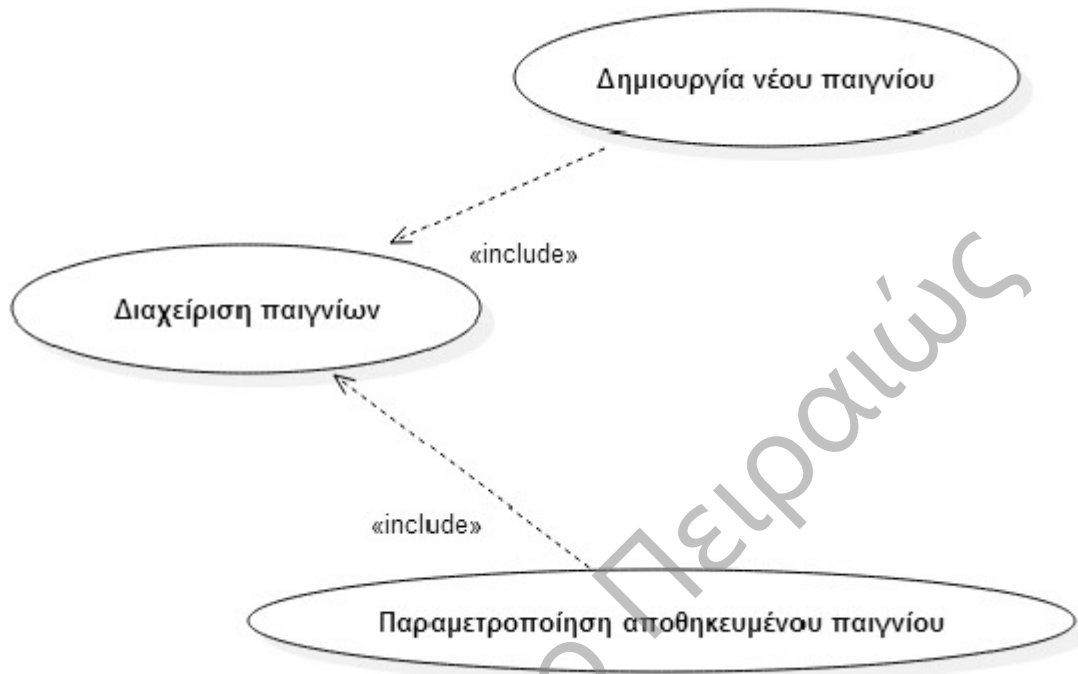 Δημιουργία νέου παιγνίου
«include»
Διαχείριση παιγνίων
«include»
Παραμετροποίηση αποθηκευμένου παιγνίου
ο Πειραιώς